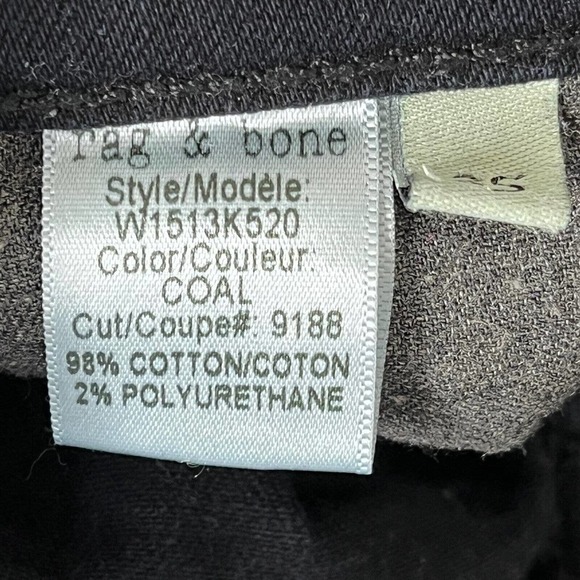 rag & bone
Style/Modèle:
W1513K520
Color/Couleur:
COAL
Cut/Coupe#: 9188
98% COTTON/COTON
2% POLYURETHANE